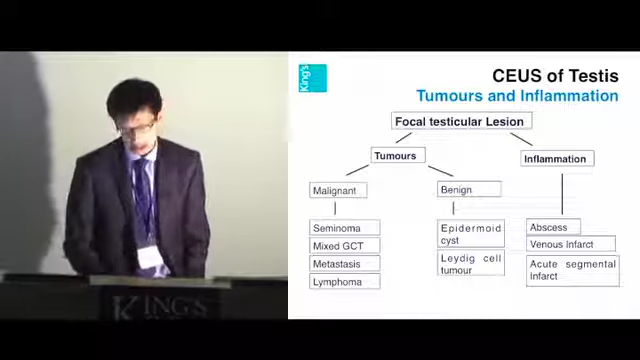 King's
CEUS of Testis
Tumours and Inflammation
Focal testicular Lesion
Tumours
Inflammation
Malignant
Benign
Seminoma
Mixed GCT
Metastasis
Lymphoma
Epidermoid
cyst
Leydig cell
tumour
Abscess
Venous Infarct
Acute segmental
Infarct
KING'S